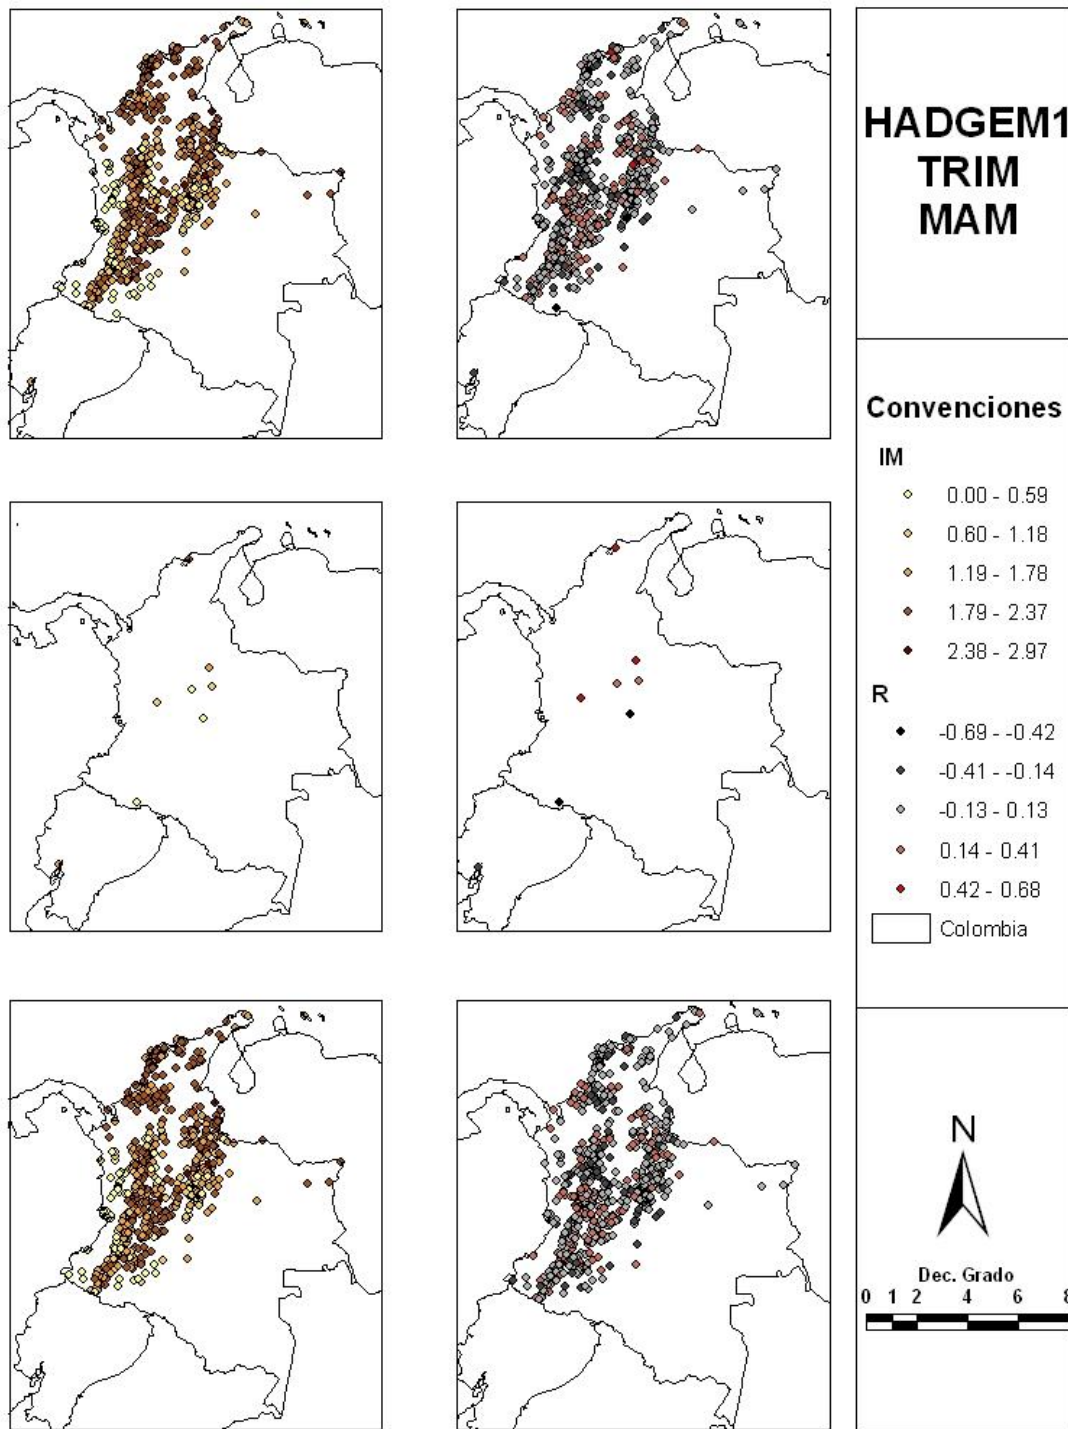 HADGEM1
TRIM
MAM
Convenciones
IM
0.00 - 0.59
0.60 - 1.18
1.19 - 1.78
1.79 - 2.37
2.38 - 2.97
R
-0.69 - -0.42
-0.41 - -0.14
-0.13 - 0.13
0.14 - 0.41
0.42 - 0.68
Colombia
N
Dec. Grado
0 1 2 4 6 8